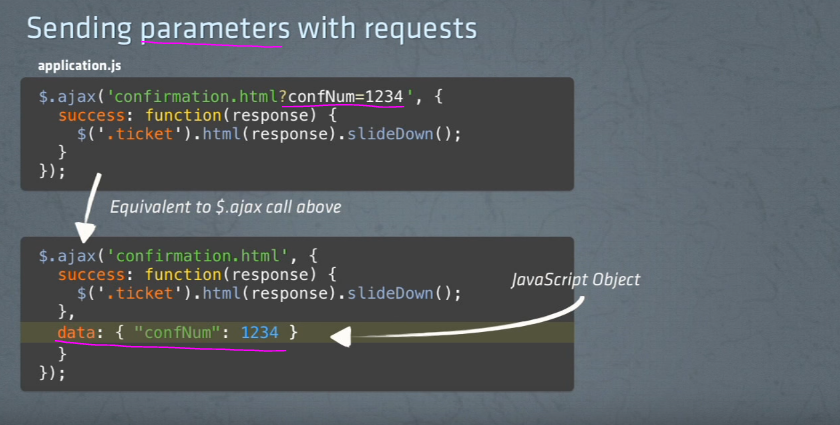 Sending parameters with requests
application.js
$.ajax('confirmation.html?confNum=1234', {
  success: function(response) {
    $('.ticket').html(response).slideDown();
  }
});
Equivalent to $.ajax call above
$.ajax('confirmation.html', {
  success: function(response) {
    $('.ticket').html(response).slideDown();
  },
  data: { "confNum": 1234 }
  }
});
JavaScript Object